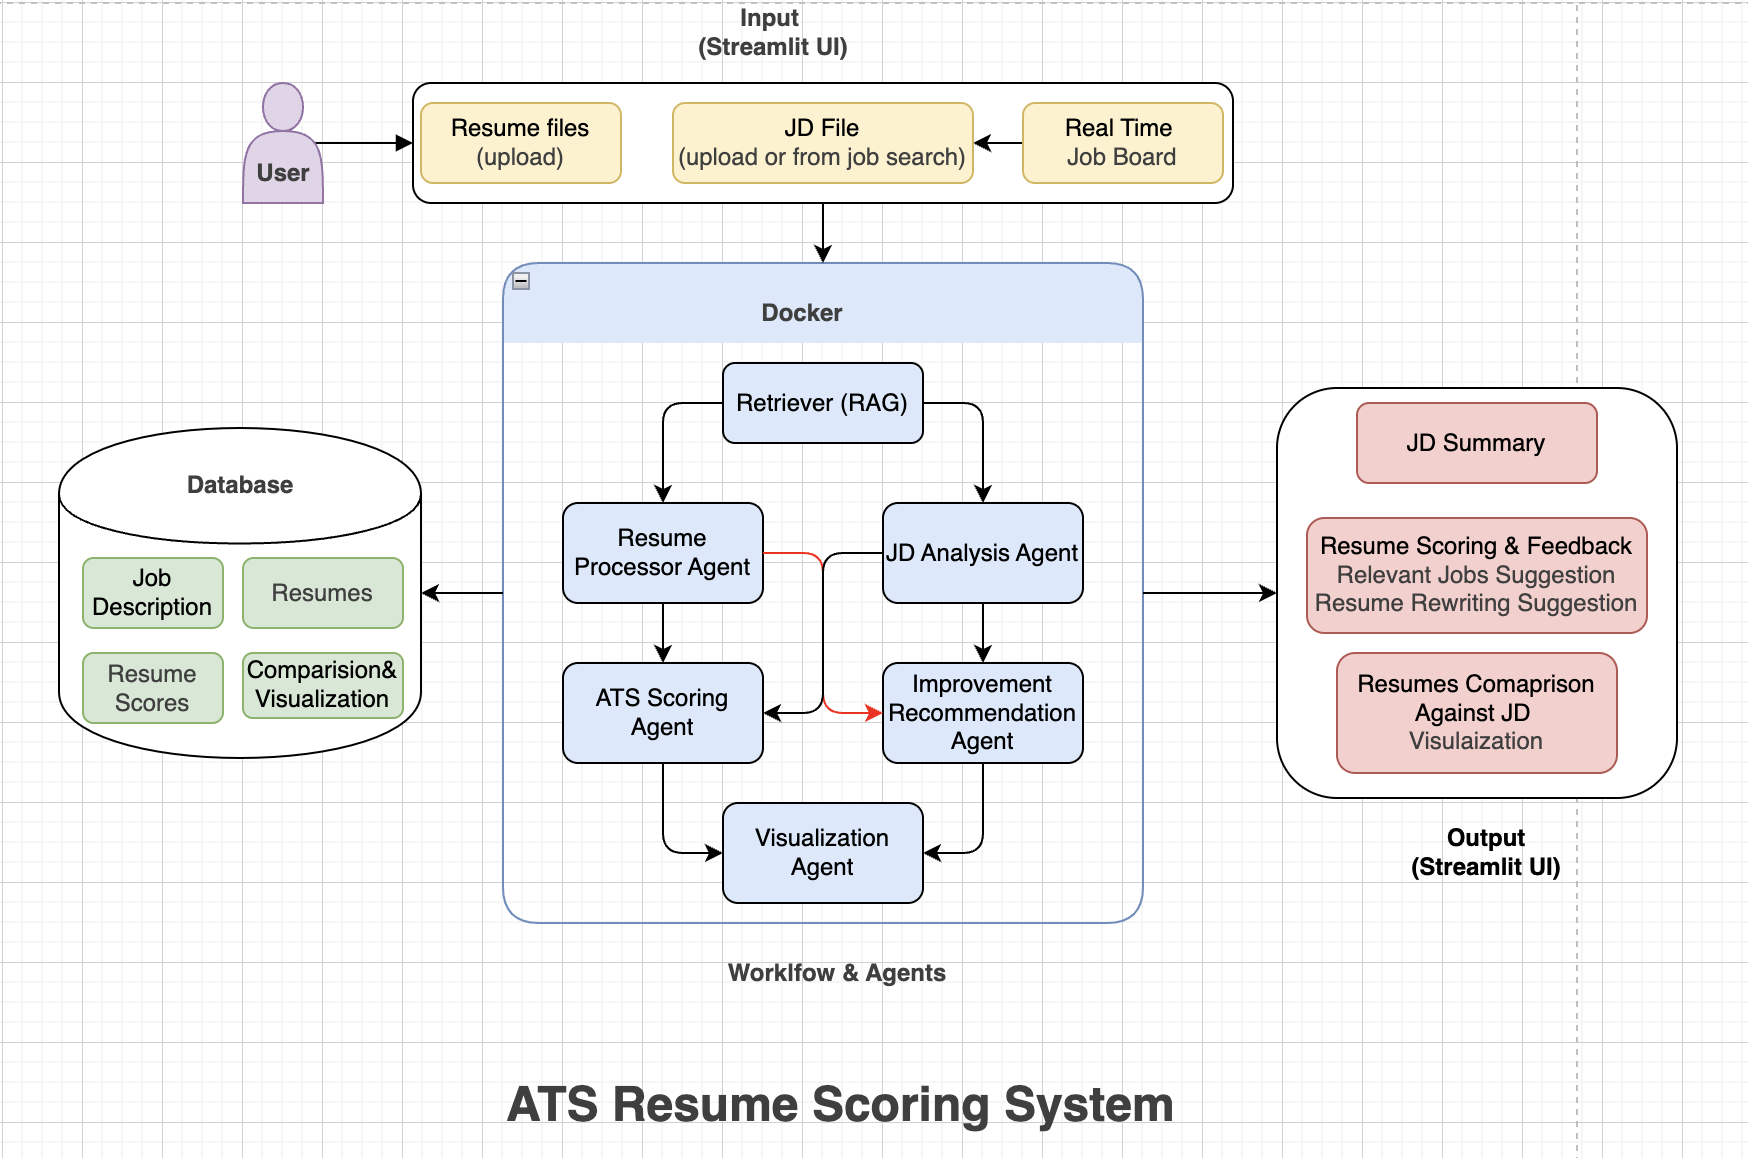 Input
(Streamlit UI)
User
Resume files
(upload)
JD File
(upload or from job search)
Real Time
Job Board
Docker
Retriever (RAG)
Resume
Processor Agent
JD Analysis Agent
ATS Scoring
Agent
Improvement
Recommendation
Agent
Visualization
Agent
Worklfow & Agents
Database
Job
Description
Resumes
Resume
Scores
Comparision&
Visualization
JD Summary
Resume Scoring & Feedback
Relevant Jobs Suggestion
Resume Rewriting Suggestion
Resumes Comaprison
Against JD
Visulaization
Output
(Streamlit UI)
ATS Resume Scoring System